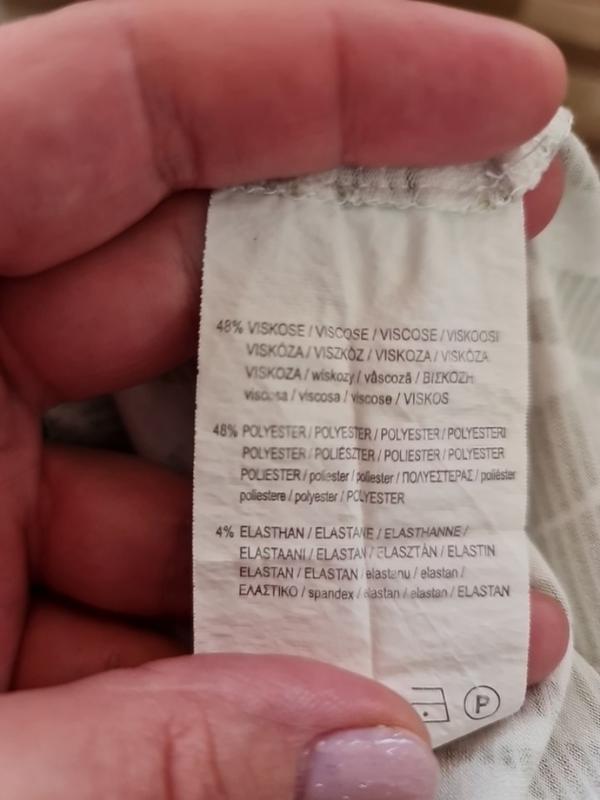 48% VISKOSE / VISCOSE / VISCOSE / VISKOOSI
VISKÓZA / VISZKÓZ / VISKOZA / VISKÓZA
VISKOZA / wiskozy / vâscoză / ΒΙΣΚΟΖΗ
viscosa / viscosa / viscose / VISKOS
48% POLYESTER / POLYESTER / POLYESTER / POLYESTERI
POLYESTER / POLIÉSZTER / POLIESTER / POLYESTER
POLIESTER / poliester / poliester / ΠΟΛΥΕΣΤΕΡΑΣ / poliéster
poliestere / polyester / POLYESTER
4% ELASTHAN / ELASTANE / ELASTHANNE /
ELASTAANI / ELASTAN / ELASZTÁN / ELASTIN
ELASTAN / ELASTAN / elastanu / elastan /
ΕΛΑΣΤΙΚΟ / spandex / elastan / elastan / ELASTAN
P